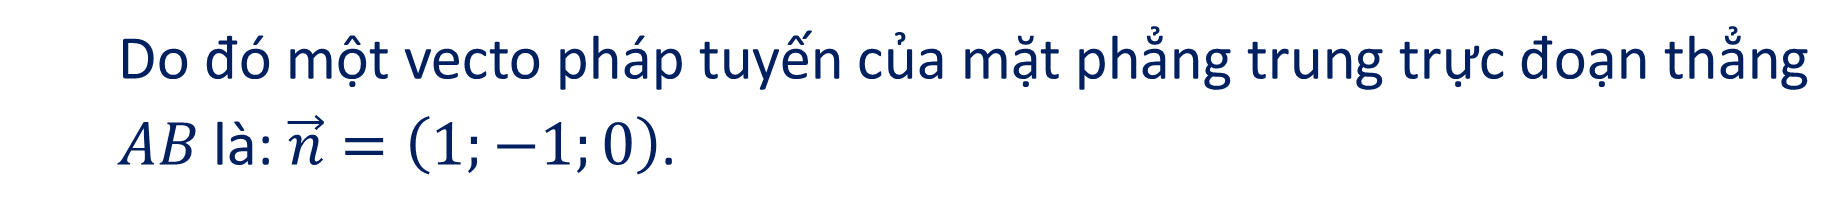 Do đó một vecto pháp tuyến của mặt phẳng trung trực đoạn thẳng
AB là: n⃗ = (1; −1; 0).